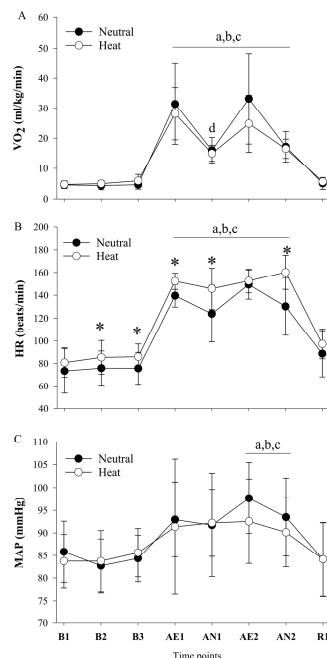 A
60
50
40
30
20
10
0
VO2 (ml/kg/min)
Neutral
Heat
a,b,c
d
B
200
180
160
140
120
100
80
60
40
HR (beats/min)
Neutral
Heat
a,b,c
* * * * *
C
110
105
100
95
90
85
80
75
70
MAP (mmHg)
Neutral
Heat
a,b,c
B1 B2 B3 AE1 AN1 AE2 AN2 R1
Time points